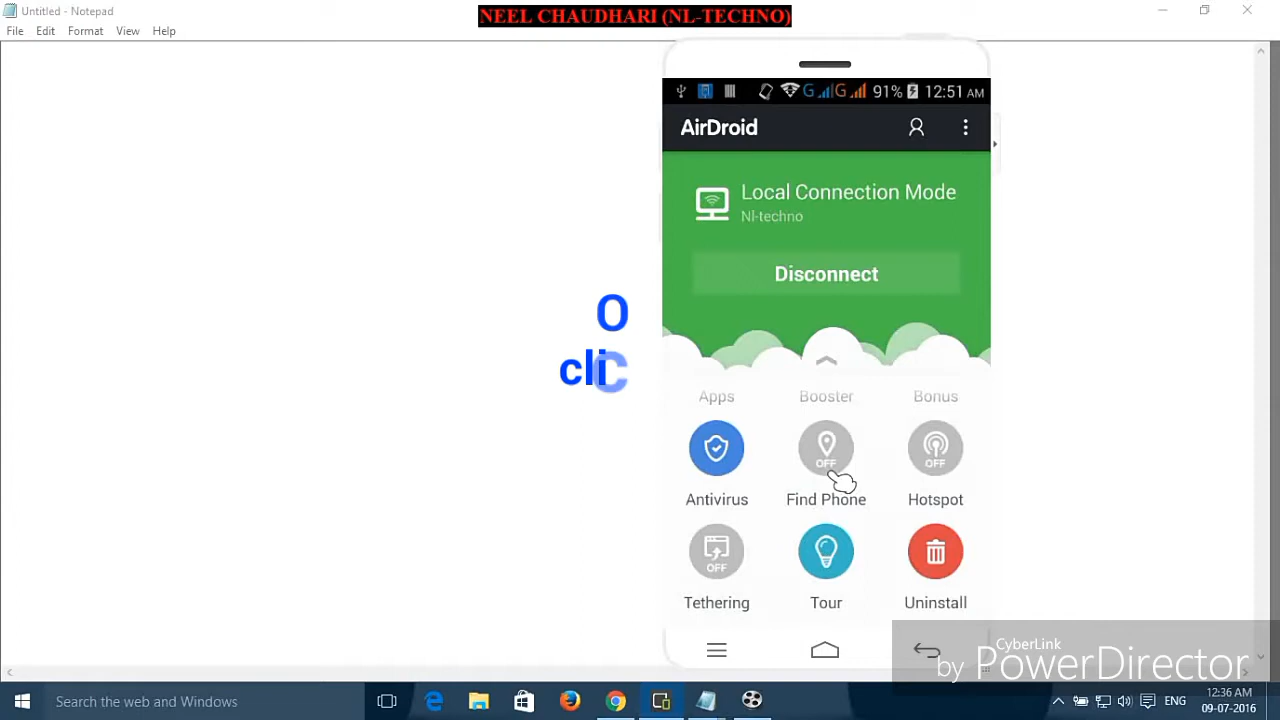 Untitled - Notepad
NEEL CHAUDHARI (NL-TECHNO)
File Edit Format View Help
91% 12:51 AM
AirDroid
Local Connection Mode
Nl-techno
Disconnect
O
cliC
Apps Booster Bonus
OFF OFF
Antivirus Find Phone Hotspot
OFF
Tethering Tour Uninstall
CyberLink
by PowerDirector
Search the web and Windows
ENG
12:36 AM
09-07-2016